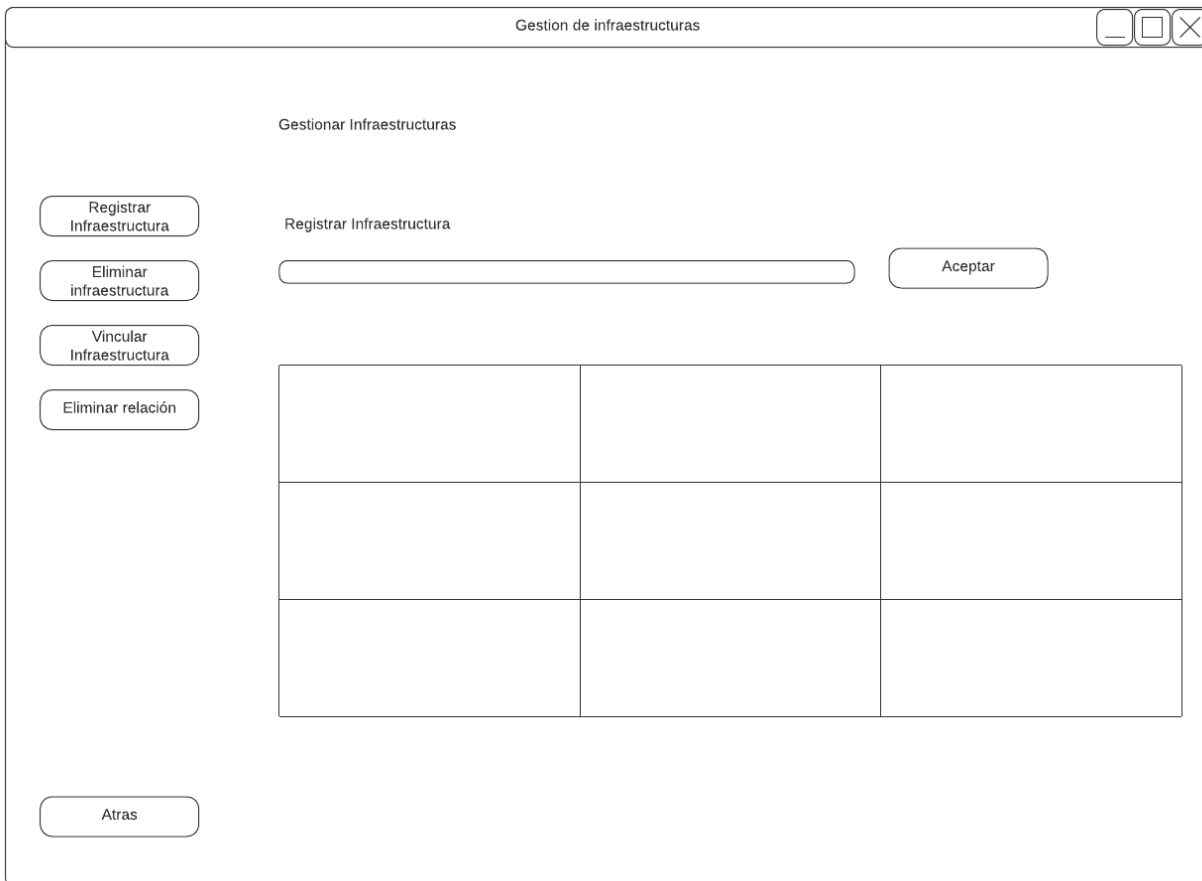 Gestion de infraestructuras
Gestionar Infraestructuras
Registrar
Infraestructura
Eliminar
infraestructura
Vincular
Infraestructura
Eliminar relación
Registrar Infraestructura
Aceptar
Atras